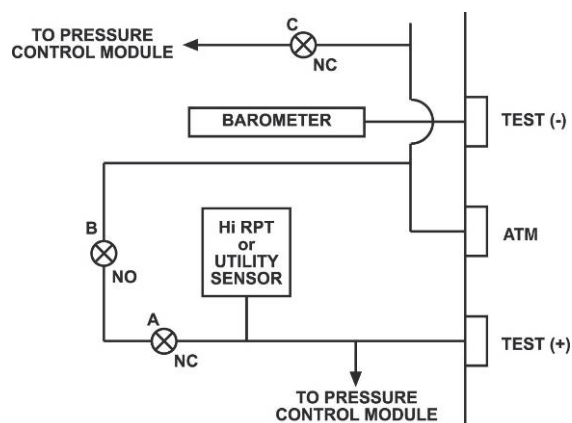 C
TO PRESSURE
CONTROL MODULE
NC
BAROMETER
TEST (-)
B
NO
Hi RPT
or
UTILITY
SENSOR
ATM
A
NC
TEST (+)
TO PRESSURE
CONTROL MODULE